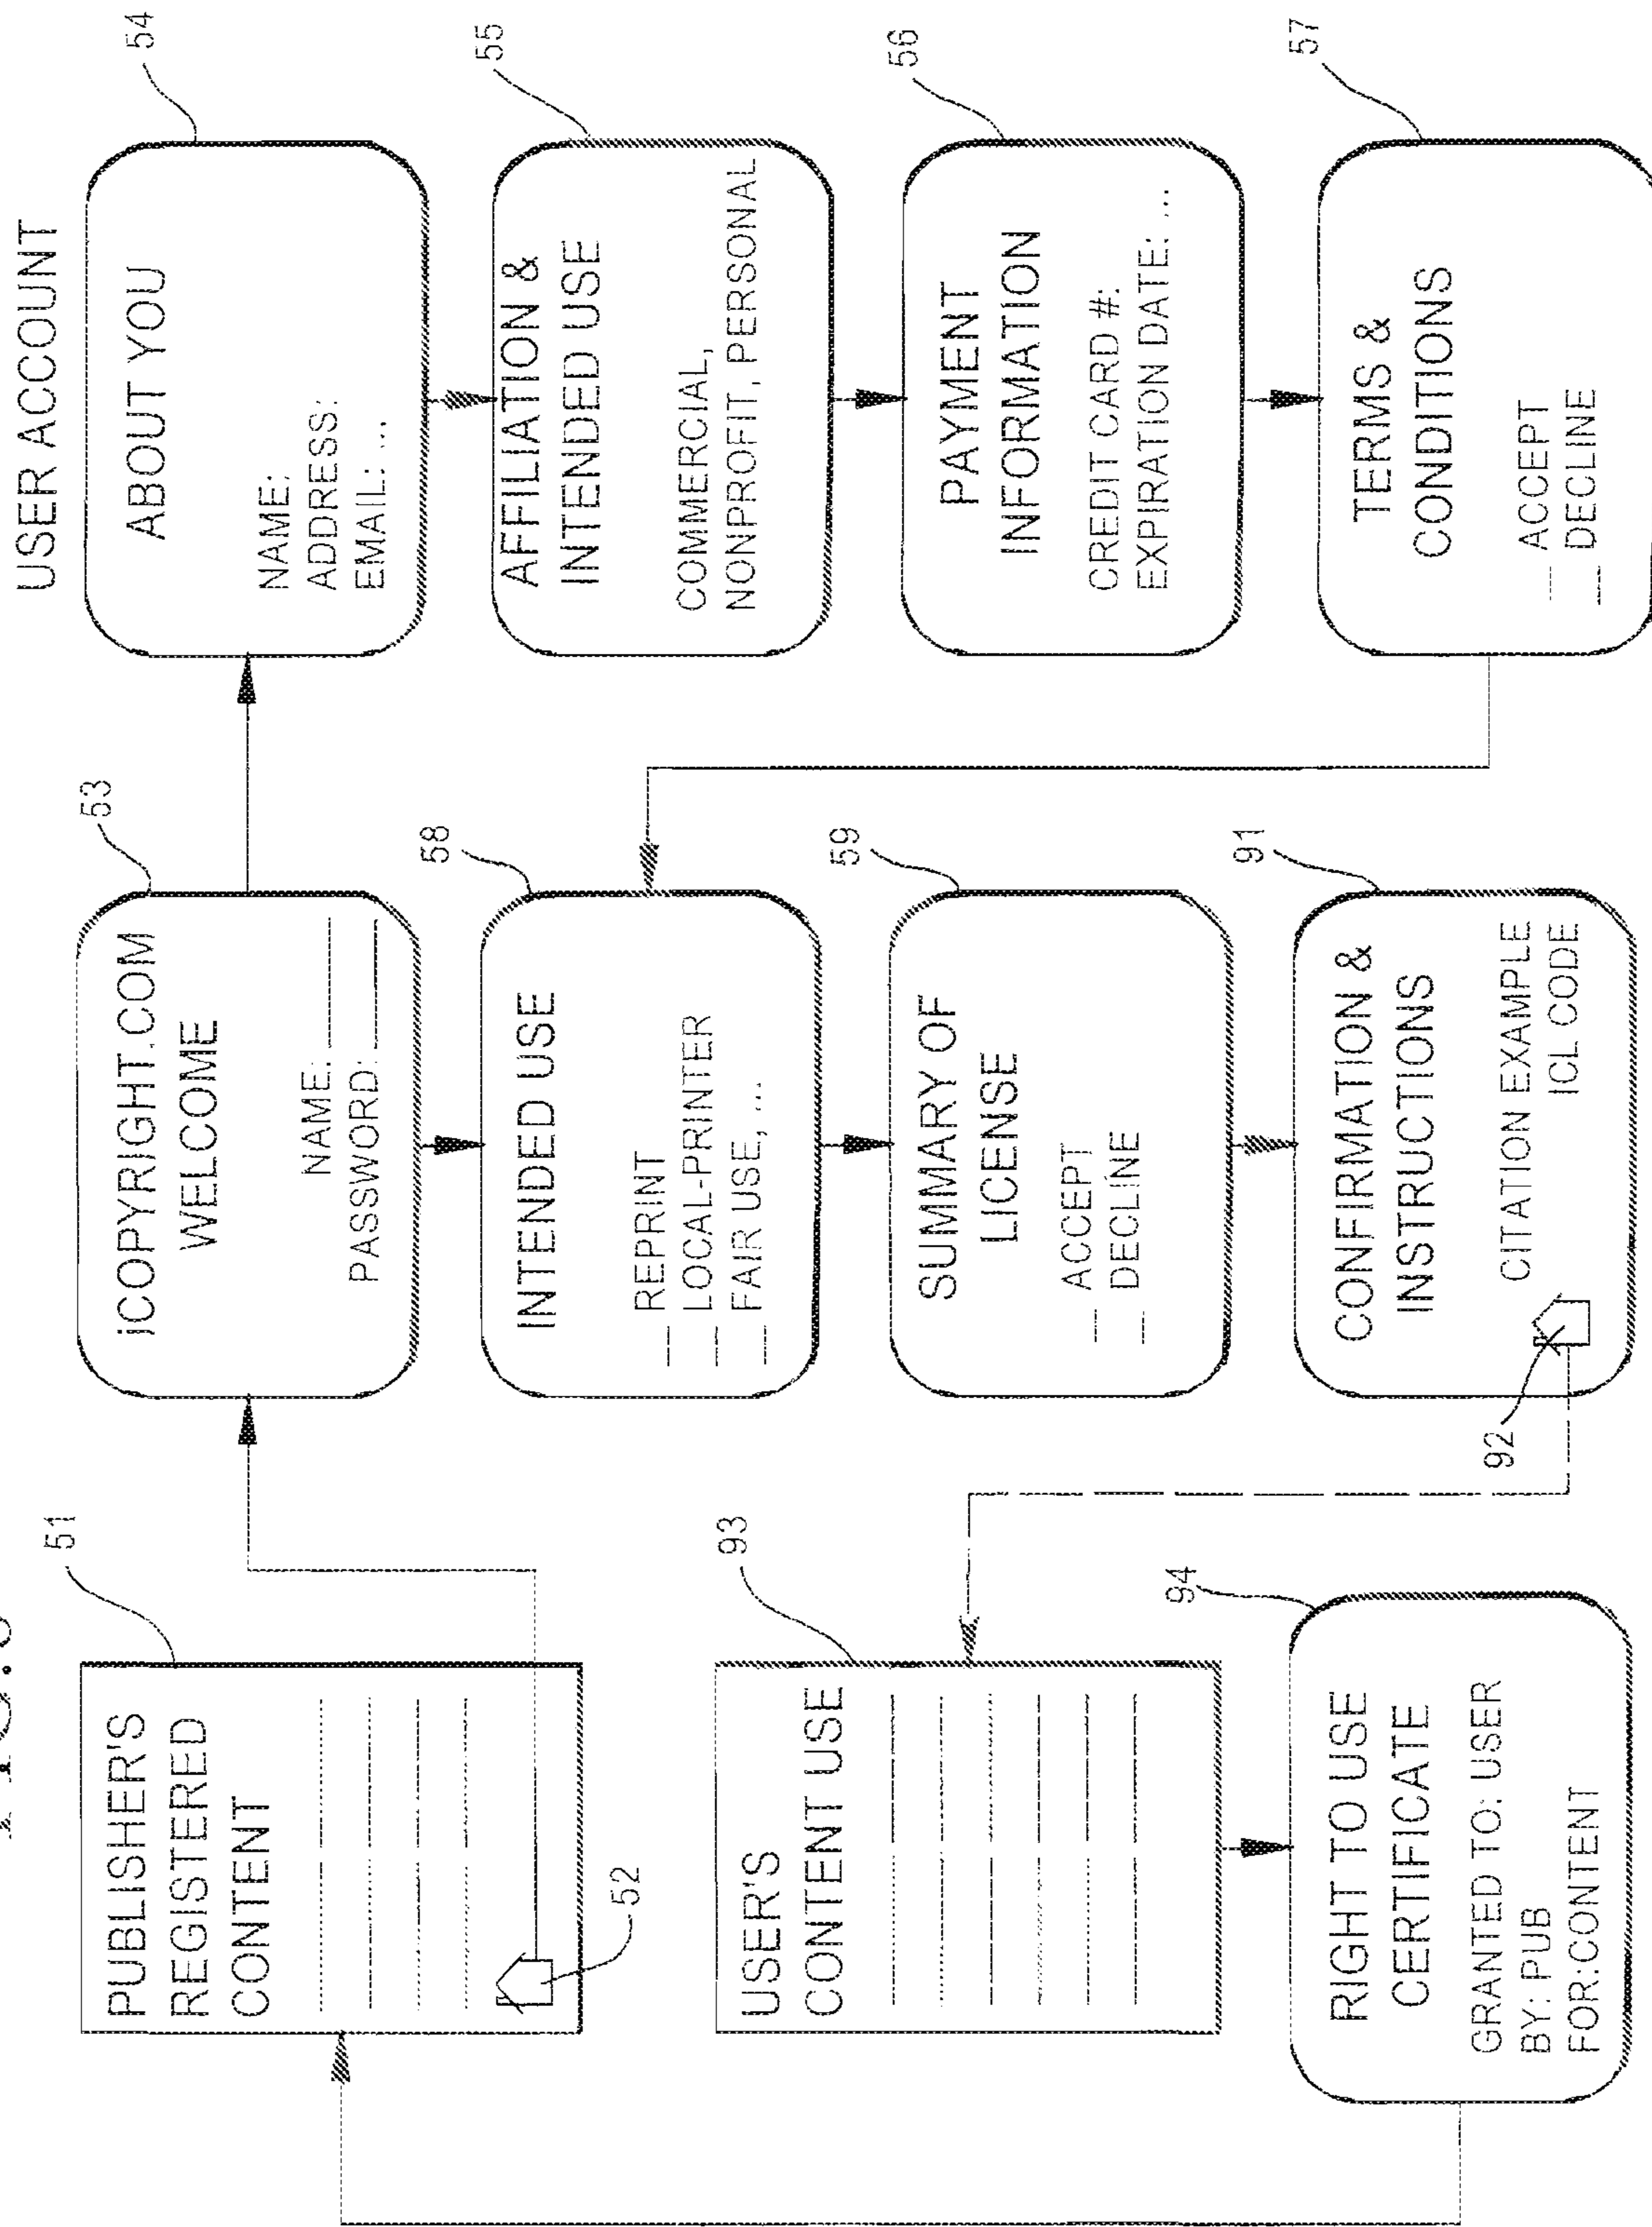 USER ACCOUNT
51
PUBLISHER'S
REGISTERED
CONTENT
52
53
iCOPYRIGHT.COM
WELCOME
NAME:
PASSWORD:
54
ABOUT YOU
NAME:
ADDRESS:
EMAIL: ...
55
AFFILIATION &
INTENDED USE
COMMERCIAL,
NONPROFIT, PERSONAL
56
PAYMENT
INFORMATION
CREDIT CARD #:
EXPIRATION DATE: ...
57
TERMS &
CONDITIONS
ACCEPT
DECLINE
58
INTENDED USE
REPRINT
LOCAL-PRINTER
FAIR USE, ...
59
SUMMARY OF
LICENSE
ACCEPT
DECLINE
91
CONFIRMATION &
INSTRUCTIONS
CITATION EXAMPLE
ICL CODE
92
93
USER'S
CONTENT USE
94
RIGHT TO USE
CERTIFICATE
GRANTED TO: USER
BY: PUB
FOR:CONTENT